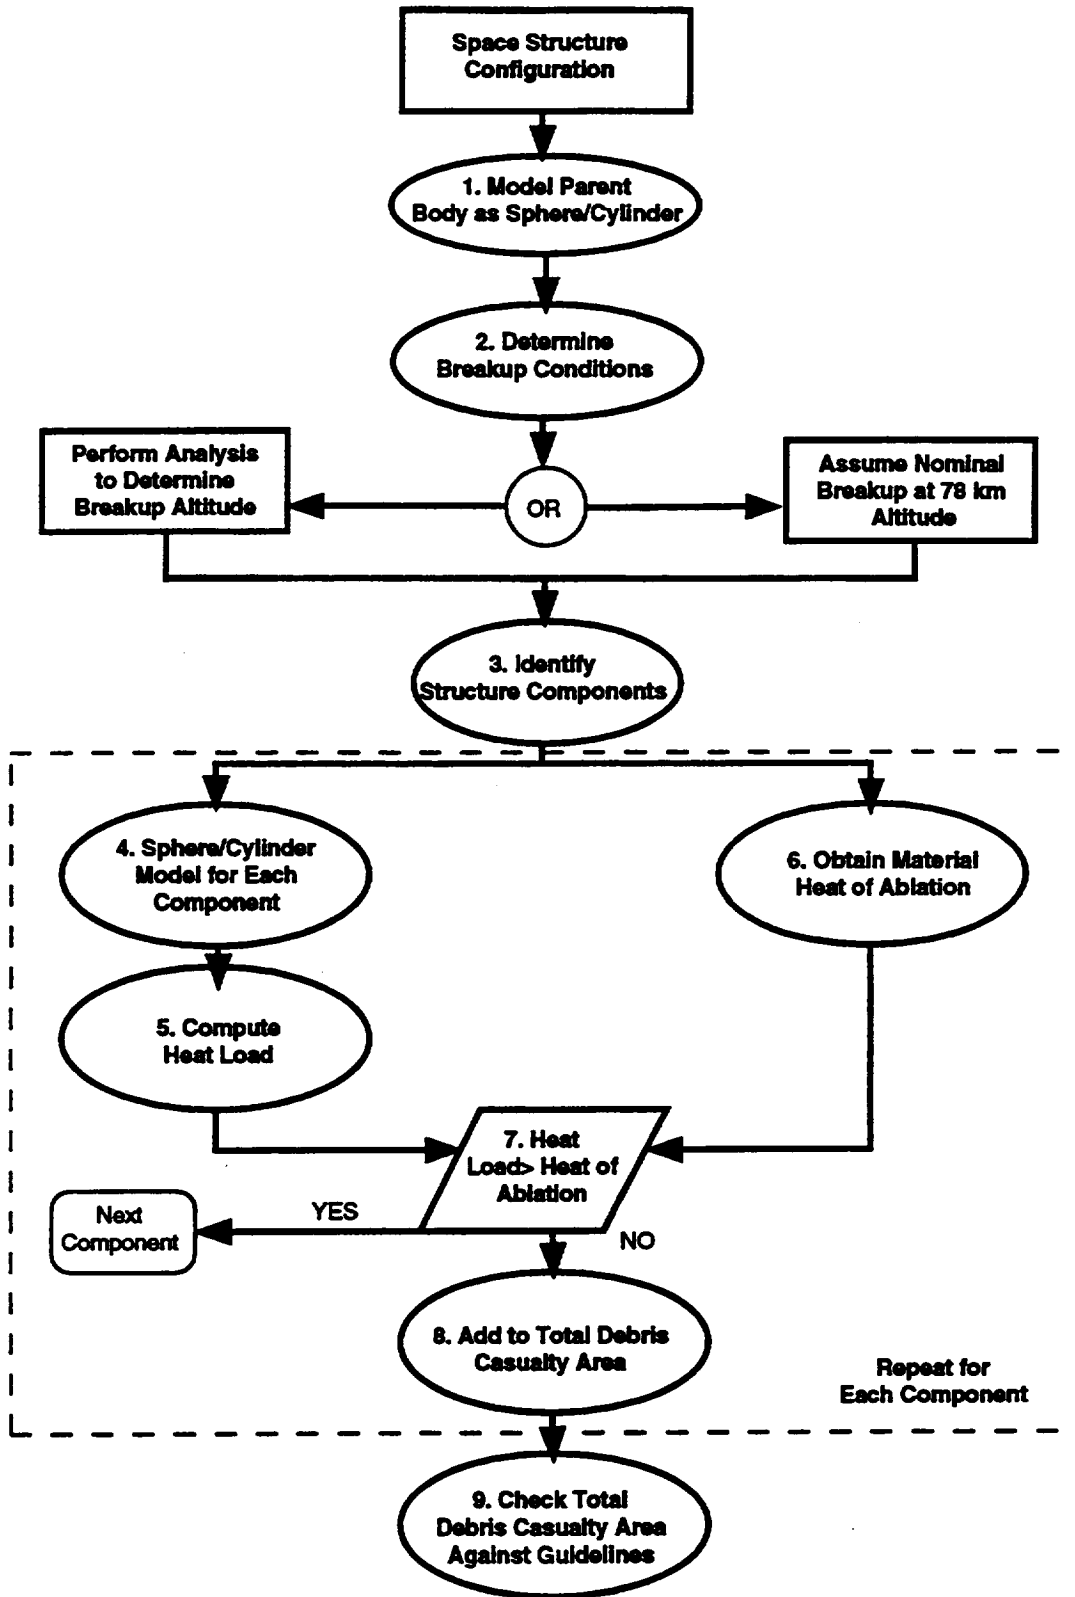 Space Structure
Configuration
1. Model Parent
Body as Sphere/Cylinder
2. Determine
Breakup Conditions
Perform Analysis
to Determine
Breakup Altitude
OR
Assume Nominal
Breakup at 78 km
Altitude
3. Identify
Structure Components
4. Sphere/Cylinder
Model for Each
Component
6. Obtain Material
Heat of Ablation
5. Compute
Heat Load
7. Heat
Load> Heat of
Ablation
YES
Next
Component
NO
8. Add to Total Debris
Casualty Area
Repeat for
Each Component
9. Check Total
Debris Casualty Area
Against Guidelines